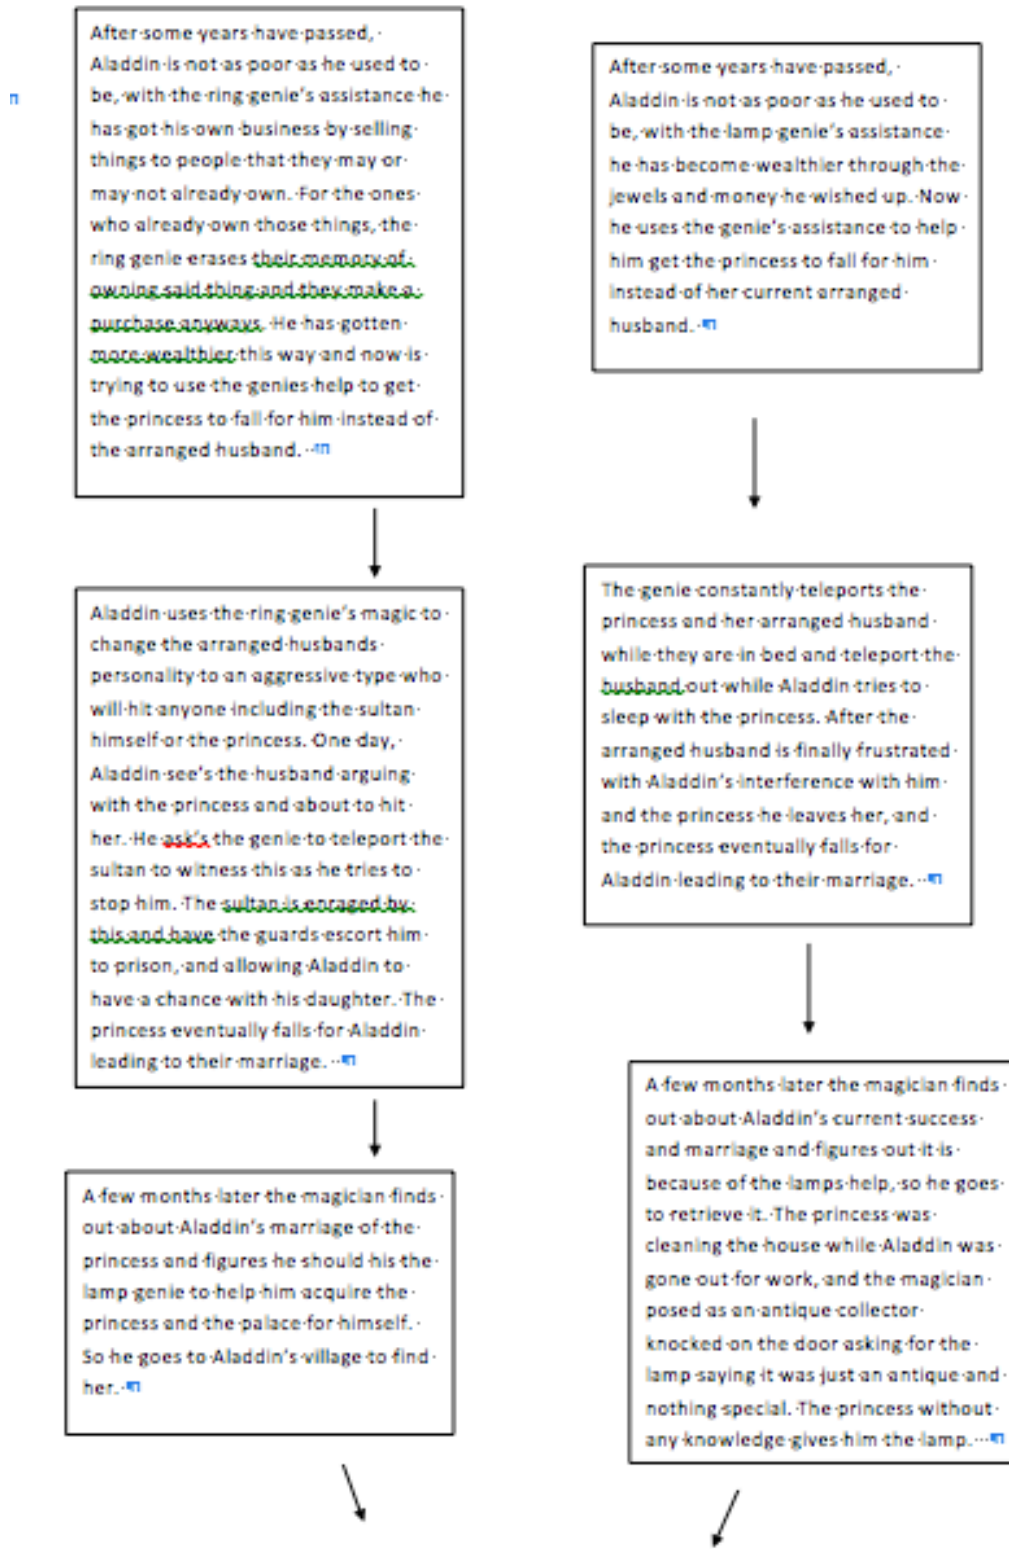 After some years have passed,
Aladdin is not as poor as he used to
be, with the ring genie's assistance he
has got his own business by selling
things to people that they may or
may not already own. For the ones
who already own those things, the
ring genie erases their memory of
owning said thing and they make a
purchase anyways. He has gotten
more wealthier this way and now is
trying to use the genies help to get
the princess to fall for him instead of
the arranged husband.
Aladdin uses the ring genie's magic to
change the arranged husbands
personality to an aggressive type who
will hit anyone including the sultan
himself or the princess. One day,
Aladdin see's the husband arguing
with the princess and about to hit
her. He ask's the genie to teleport the
sultan to witness this as he tries to
stop him. The sultan is enraged by
this and have the guards escort him
to prison, and allowing Aladdin to
have a chance with his daughter. The
princess eventually falls for Aladdin
leading to their marriage.
A few months later the magician finds
out about Aladdin's marriage of the
princess and figures he should his the
lamp genie to help him acquire the
princess and the palace for himself.
So he goes to Aladdin's village to find
her.
After some years have passed,
Aladdin is not as poor as he used to
be, with the lamp genie's assistance
he has become wealthier through the
jewels and money he wished up. Now
he uses the genie's assistance to help
him get the princess to fall for him
instead of her current arranged
husband.
The genie constantly teleports the
princess and her arranged husband
while they are in bed and teleport the
husband out while Aladdin tries to
sleep with the princess. After the
arranged husband is finally frustrated
with Aladdin's interference with him
and the princess he leaves her, and
the princess eventually falls for
Aladdin leading to their marriage.
A few months later the magician finds
out about Aladdin's current success
and marriage and figures out it is
because of the lamps help, so he goes
to retrieve it. The princess was
cleaning the house while Aladdin was
gone out for work, and the magician
posed as an antique collector
knocked on the door asking for the
lamp saying it was just an antique and
nothing special. The princess without
any knowledge gives him the lamp.